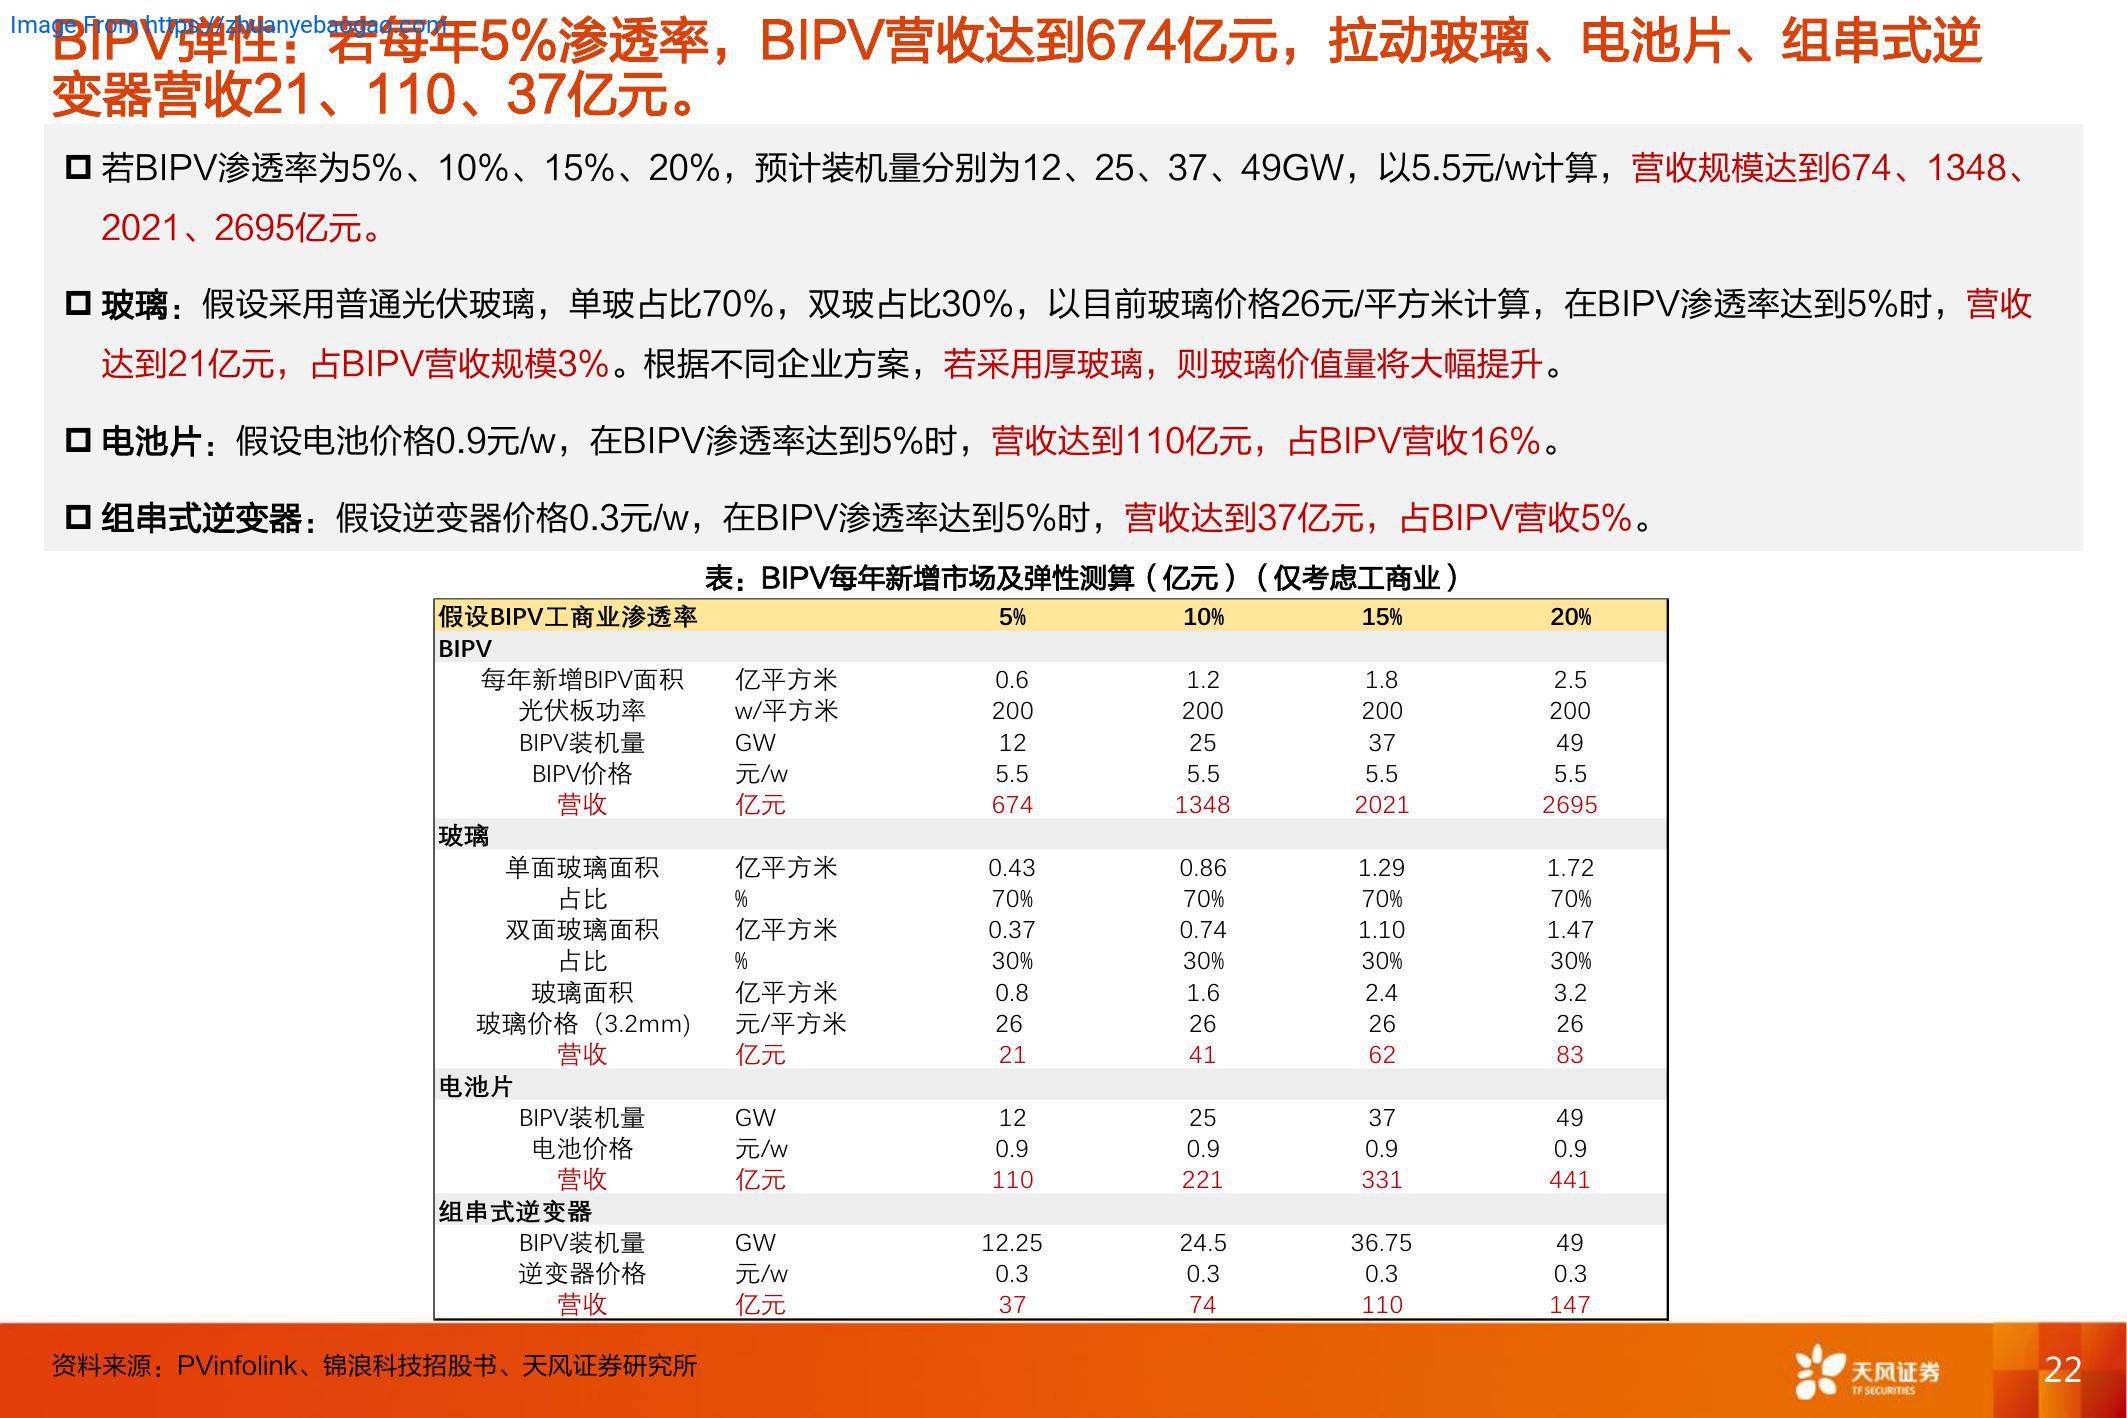 Image From https://zhuanyebaogao.com
BIPV弹性：若每年5%渗透率，BIPV营收达到674亿元，拉动玻璃、电池片、组串式逆
变器营收21、110、37亿元。
若BIPV渗透率为5%、10%、15%、20%，预计装机量分别为12、25、37、49GW，以5.5元/w计算，营收规模达到674、1348、
2021、2695亿元。
玻璃：假设采用普通光伏玻璃，单玻占比70%，双玻占比30%，以目前玻璃价格26元/平方米计算，在BIPV渗透率达到5%时，营收
达到21亿元，占BIPV营收规模3%。根据不同企业方案，若采用厚玻璃，则玻璃价值量将大幅提升。
电池片：假设电池价格0.9元/w，在BIPV渗透率达到5%时，营收达到110亿元，占BIPV营收16%。
组串式逆变器：假设逆变器价格0.3元/w，在BIPV渗透率达到5%时，营收达到37亿元，占BIPV营收5%。
表：BIPV每年新增市场及弹性测算（亿元）（仅考虑工商业）
假设BIPV工商业渗透率 5% 10% 15% 20%
BIPV
每年新增BIPV面积 亿平方米 0.6 1.2 1.8 2.5
光伏板功率 w/平方米 200 200 200 200
BIPV装机量 GW 12 25 37 49
BIPV价格 元/w 5.5 5.5 5.5 5.5
营收 亿元 674 1348 2021 2695
玻璃
单面玻璃面积 亿平方米 0.43 0.86 1.29 1.72
占比 % 70% 70% 70% 70%
双面玻璃面积 亿平方米 0.37 0.74 1.10 1.47
占比 % 30% 30% 30% 30%
玻璃面积 亿平方米 0.8 1.6 2.4 3.2
玻璃价格（3.2mm) 元/平方米 26 26 26 26
营收 亿元 21 41 62 83
电池片
BIPV装机量 GW 12 25 37 49
电池价格 元/w 0.9 0.9 0.9 0.9
营收 亿元 110 221 331 441
组串式逆变器
BIPV装机量 GW 12.25 24.5 36.75 49
逆变器价格 元/w 0.3 0.3 0.3 0.3
营收 亿元 37 74 110 147
资料来源：PVinfolink、锦浪科技招股书、天风证券研究所
天风证券
TF SECURITIES
22